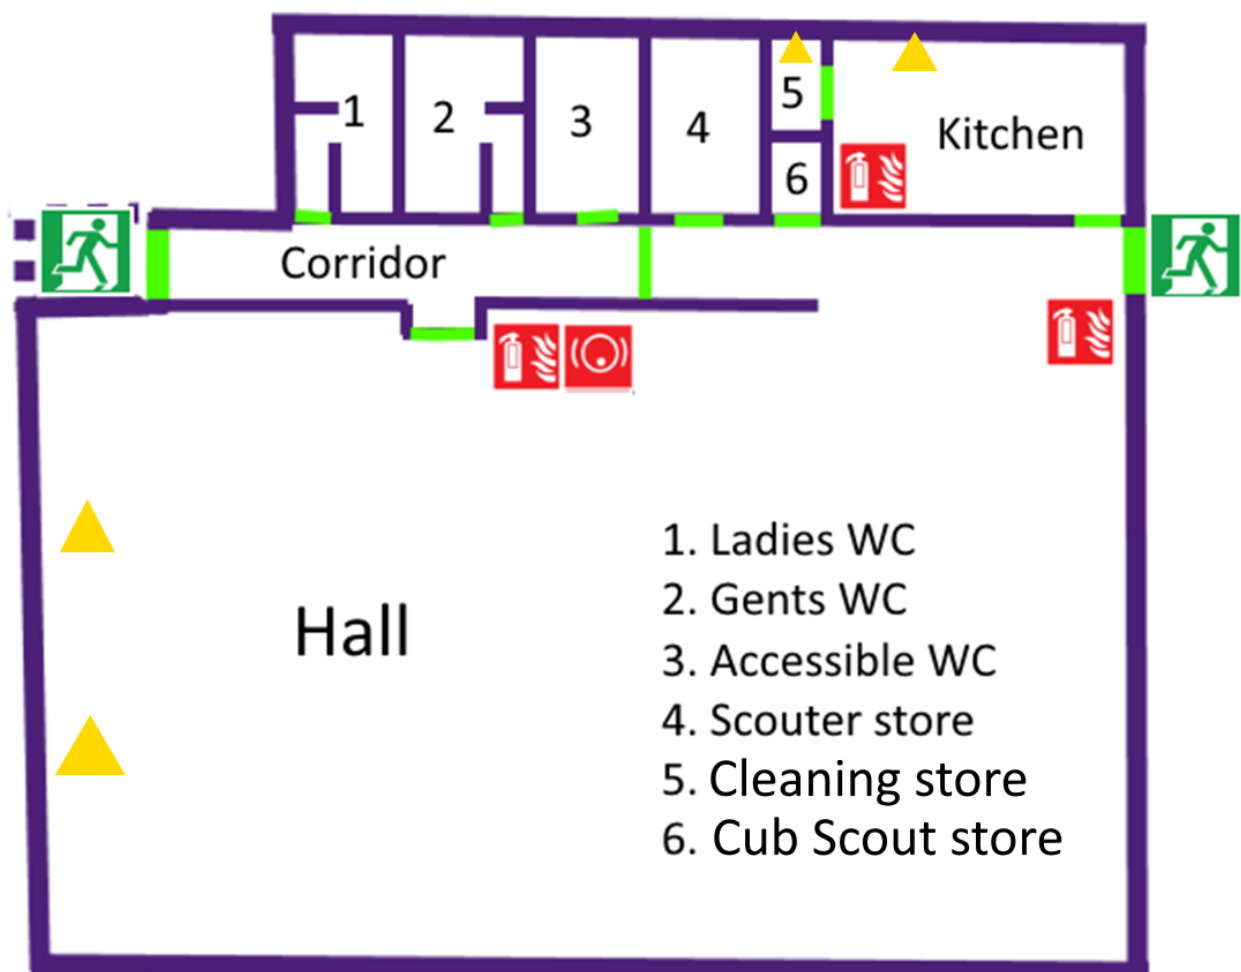 1
2
3
4
5
6
Kitchen
Corridor
Hall
1. Ladies WC
2. Gents WC
3. Accessible WC
4. Scouter store
5. Cleaning store
6. Cub Scout store